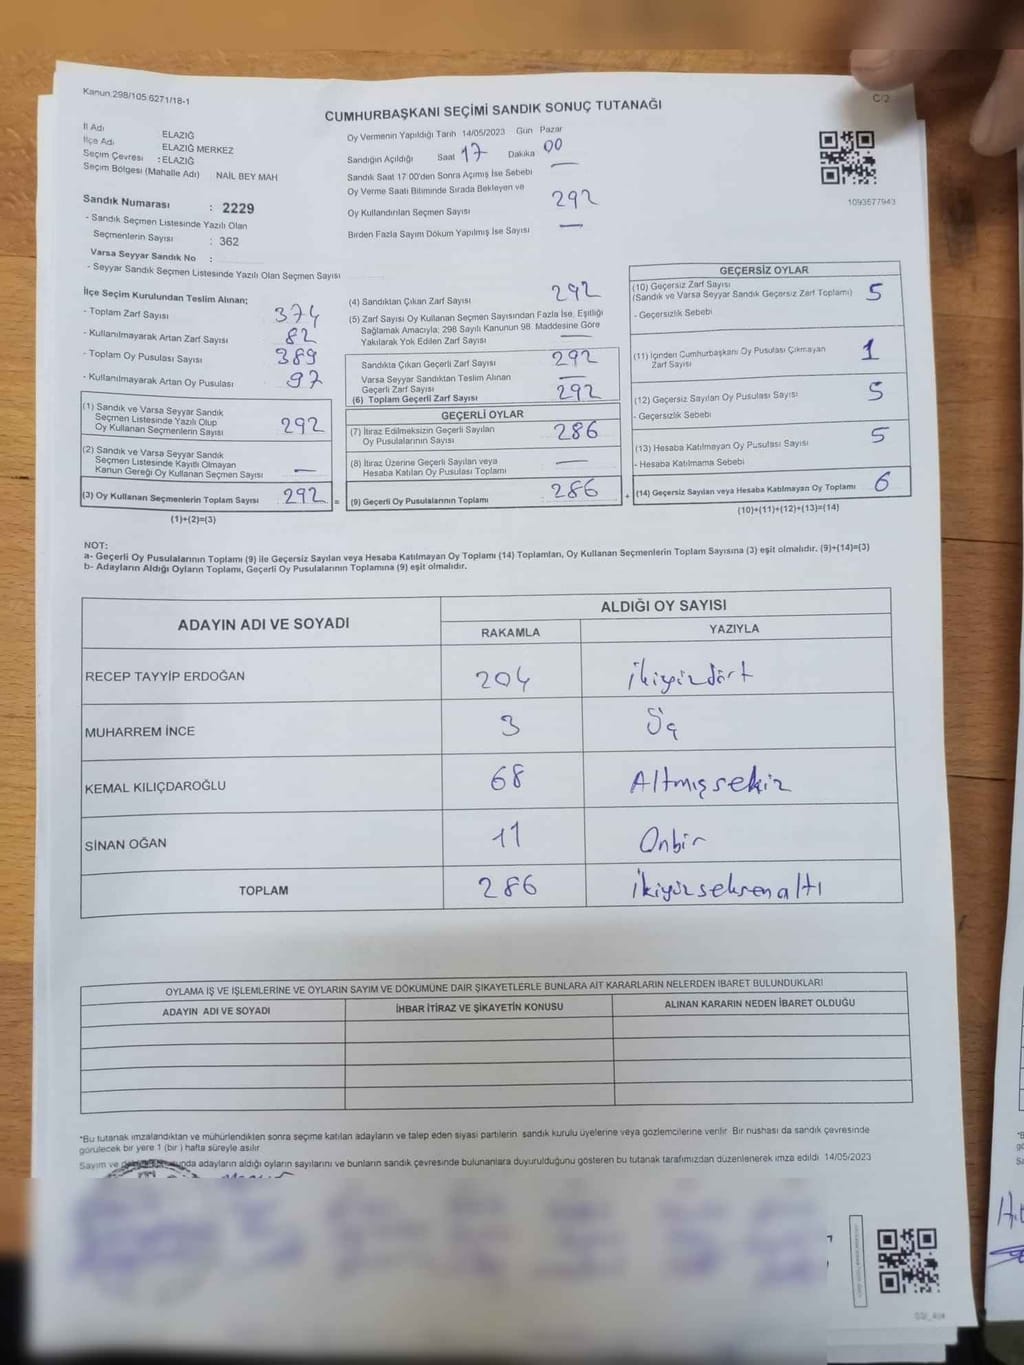 Kanun:298/105:6271/18-1
C/2
CUMHURBAŞKANI SEÇİMİ SANDIK SONUÇ TUTANAĞI
İl Adı ELAZIĞ
İlçe Adı ELAZIĞ MERKEZ
Seçim Çevresi : ELAZIĞ
Seçim Bölgesi (Mahalle Adı) NAİL BEY MAH
Sandık Numarası : 2229
- Sandık Seçmen Listesinde Yazılı Olan
Seçmenlerin Sayısı : 362
Varsa Seyyar Sandık No :
- Seyyar Sandık Seçmen Listesinde Yazılı Olan Seçmen Sayısı
Oy Vermenin Yapıldığı Tarih 14/05/2023 Gün Pazar
Sandığın Açıldığı Saat 17 Dakika 00
Sandık Saat 17:00'den Sonra Açımış İse Sebebi —
Oy Verme Saati Bitiminde Sırada Bekleyen ve
Oy Kullandırılan Seçmen Sayısı 292
Birden Fazla Sayım Döküm Yapılmış İse Sayısı —
1093677943
İlçe Seçim Kurulundan Teslim Alınan;
- Toplam Zarf Sayısı 374
- Kullanılmayarak Artan Zarf Sayısı 82
- Toplam Oy Pusulası Sayısı 389
- Kullanılmayarak Artan Oy Pusulası 97
(1) Sandık ve Varsa Seyyar Sandık
Seçmen Listesinde Yazılı Olup
Oy Kullanan Seçmenlerin Sayısı 292
(2) Sandık ve Varsa Seyyar Sandık
Seçmen Listesinde Kayıtlı Olmayan
Kanun Gereği Oy Kullanan Seçmen Sayısı —
(3) Oy Kullanan Seçmenlerin Toplam Sayısı 292 =
(1)+(2)=(3)
(4) Sandıktan Çıkan Zarf Sayısı 292
(5) Zarf Sayısı Oy Kullanan Seçmen Sayısından Fazla İse, Eşitliği
Sağlamak Amacıyla; 298 Sayılı Kanunun 98. Maddesine Göre
Yakılarak Yok Edilen Zarf Sayısı —
Sandıkta Çıkan Geçerli Zarf Sayısı 292
Varsa Seyyar Sandıktan Teslim Alınan
Geçerli Zarf Sayısı —
(6) Toplam Geçerli Zarf Sayısı 292
GEÇERLİ OYLAR
(7) İtiraz Edilmeksizin Geçerli Sayılan
Oy Pusulalarının Sayısı 286
(8) İtiraz Üzerine Geçerli Sayılan veya
Hesaba Katılan Oy Pusulası Toplamı —
(9) Geçerli Oy Pusulalarının Toplamı : 286 +
GEÇERSİZ OYLAR
(10) Geçersiz Zarf Sayısı
(Sandık ve Varsa Seyyar Sandık Geçersiz Zarf Toplamı) 5
- Geçersizlik Sebebi
(11) İçinden Cumhurbaşkanı Oy Pusulası Çıkmayan
Zarf Sayısı 1
(12) Geçersiz Sayılan Oy Pusulası Sayısı 5
- Geçersizlik Sebebi
(13) Hesaba Katılmayan Oy Pusulası Sayısı 5
- Hesaba Katılmama Sebebi
(14) Geçersiz Sayılan veya Hesaba Katılmayan Oy Toplamı 6
(10)+(11)+(12)+(13)=(14)
NOT:
a- Geçerli Oy Pusulalarının Toplamı (9) ile Geçersiz Sayılan veya Hesaba Katılmayan Oy Toplamı (14) Toplamları, Oy Kullanan Seçmenlerin Toplam Sayısına (3) eşit olmalıdır. (9)+(14)=(3)
b- Adayların Aldığı Oyların Toplamı, Geçerli Oy Pusulalarının Toplamına (9) eşit olmalıdır.
ADAYIN ADI VE SOYADI ALDIĞI OY SAYISI
RAKAMLA YAZIYLA
RECEP TAYYİP ERDOĞAN 204 ikiyüzdört
MUHARREM İNCE 3 Üç
KEMAL KILIÇDAROĞLU 68 Altmışsekiz
SİNAN OĞAN 11 Onbir
TOPLAM 286 ikiyüzseksenaltı
OYLAMA İŞ VE IŞLEMLERİNE VE OYLARIN SAYIM VE DÖKÜMÜNE DAİR ŞİKAYETLERLE BUNLARA AİT KARARLARIN NELERDEN İBARET BULUNDUKLARI
ADAYIN ADI VE SOYADI İHBAR İTİRAZ VE ŞİKAYETİN KONUSU ALINAN KARARIN NEDEN İBARET OLDUĞU
*Bu tutanak imzalandıktan ve mühürlendikten sonra seçime katılan adayların ve talep eden siyasi partilerin sandık kurulu üyelerine veya gözlemcilerine verilir. Bir nushası da sandık çevresinde
görülecek bir yere 1 (bir) hafta süreyle asılır.
Sayım ve adayların aldığı oyların sayılarını ve bunların sandık çevresinde bulunanlara duyurulduğunu gösteren bu tutanak tarafımızdan düzenlenerek imza edildi. 14/05/2023